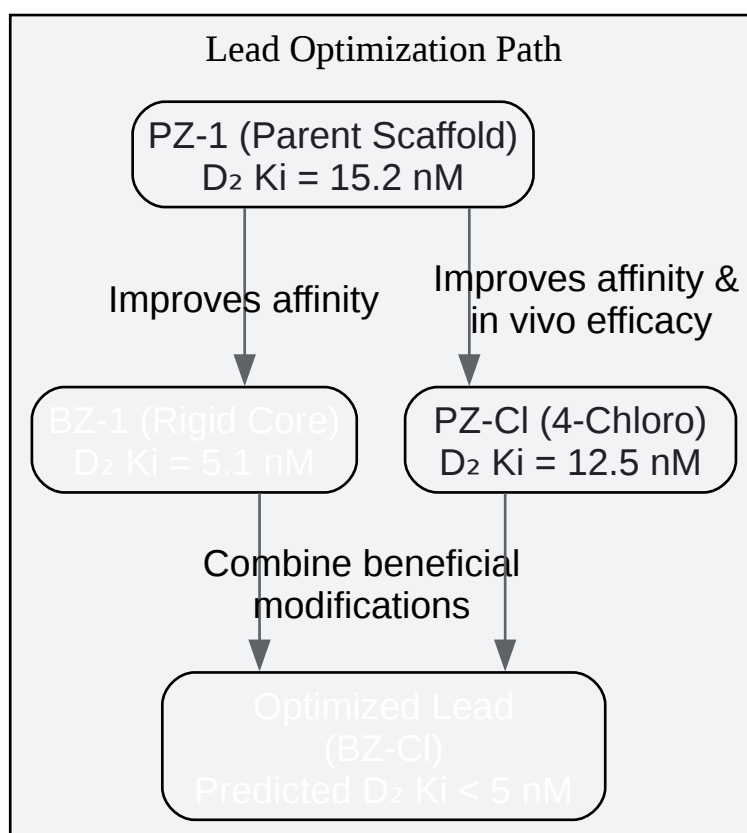 Lead Optimization Path
PZ-1 (Parent Scaffold)
D₂ Ki = 15.2 nM
Improves affinity
Improves affinity &
in vivo efficacy
BZ-1 (Rigid Core)
D₂ Ki = 5.1 nM
PZ-Cl (4-Chloro)
D₂ Ki = 12.5 nM
Combine beneficial
modifications
Optimized Lead
(BZ-Cl)
Predicted D₂ Ki < 5 nM